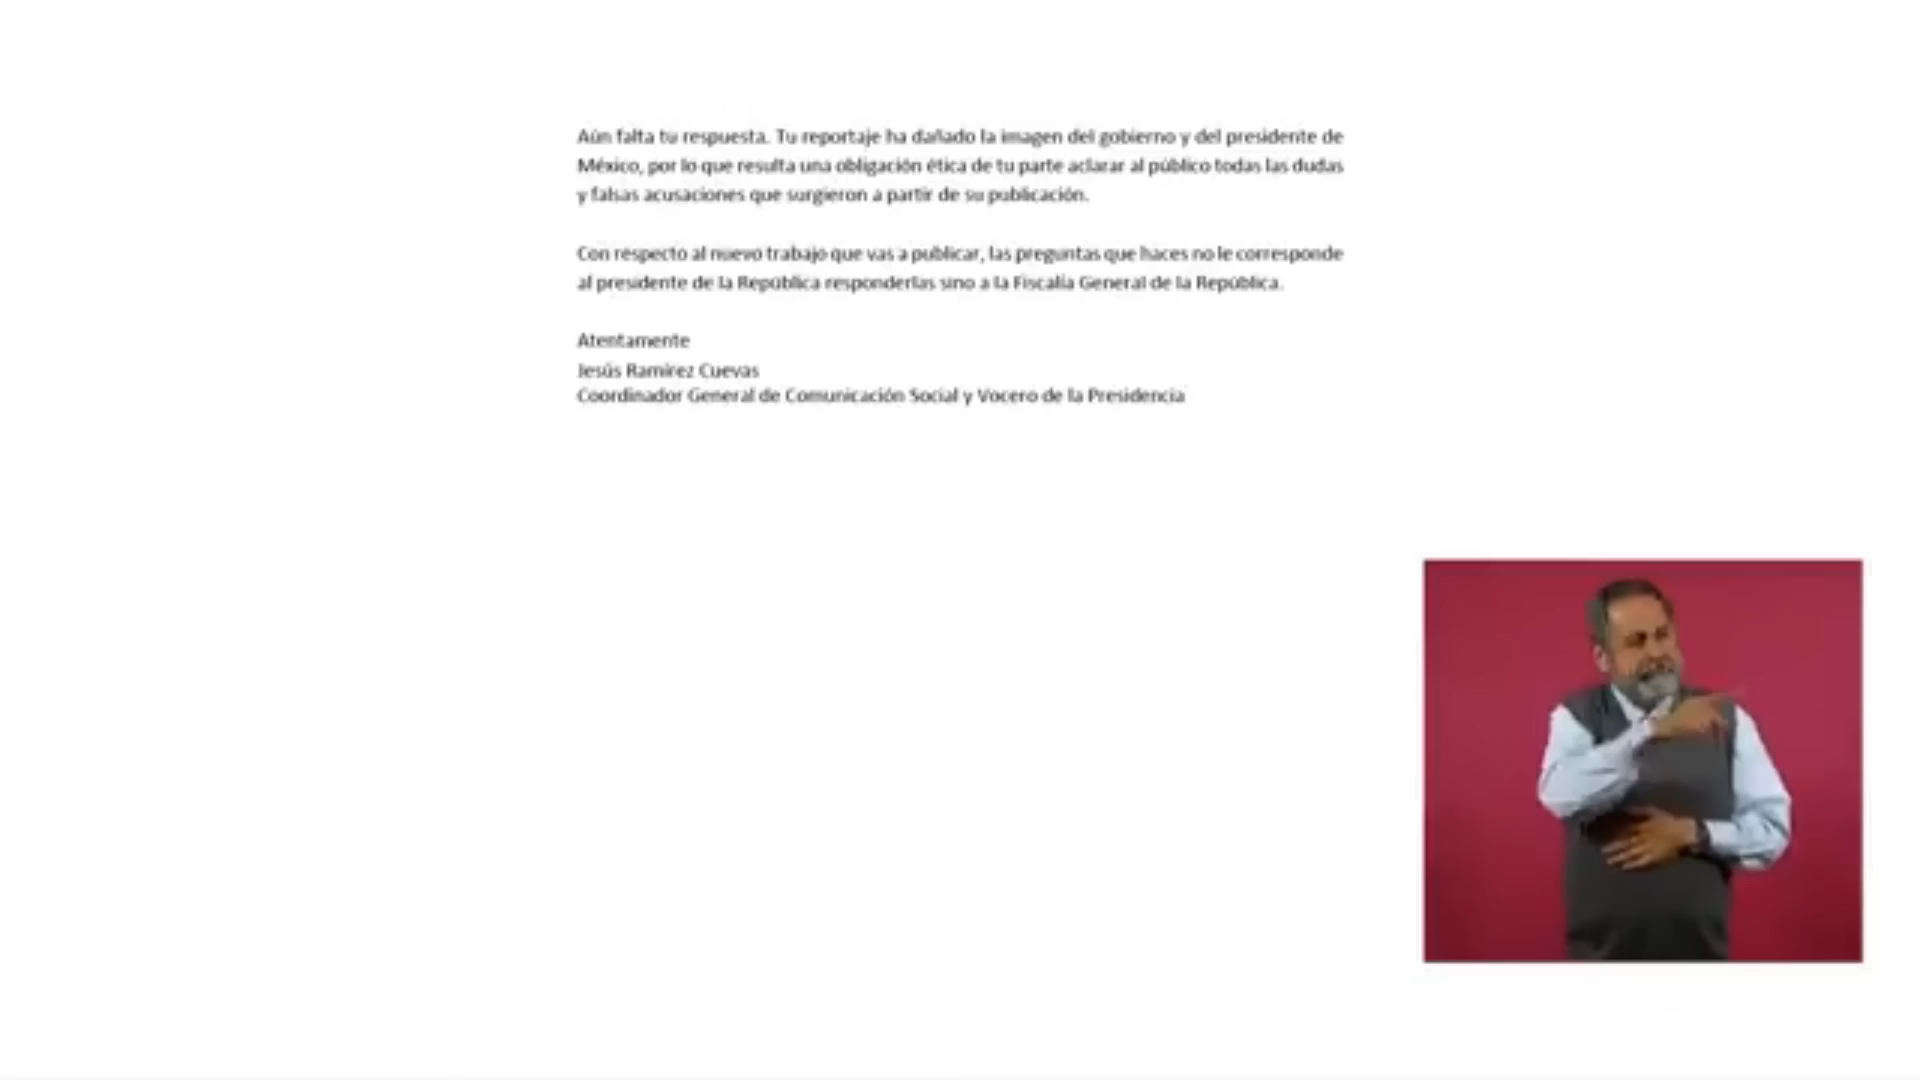 Aún falta tu respuesta. Tu reportaje ha dañado la imagen del gobierno y del presidente de
México, por lo que resulta una obligación ética de tu parte aclarar al público todas las dudas
y falsas acusaciones que surgieron a partir de su publicación.
Con respecto al nuevo trabajo que vas a publicar, las preguntas que haces no le corresponde
al presidente de la República responderlas sino a la Fiscalía General de la República.
Atentamente
Jesús Ramírez Cuevas
Coordinador General de Comunicación Social y Vocero de la Presidencia